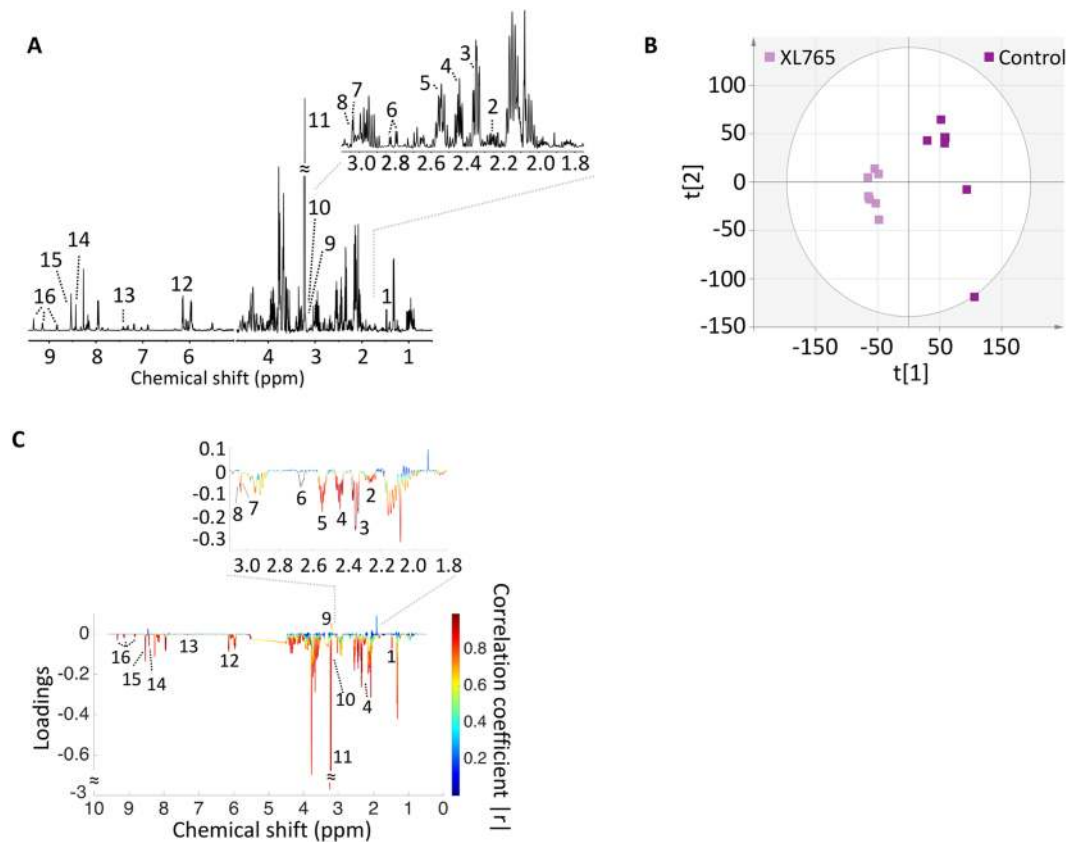 A
11
8 7
6
5
4
3
2
3.0 2.8 2.6 2.4 2.2 2.0 1.8
10
9
15 14
16
13
12
1
≈
9 8 7 6 4 3 2 1
Chemical shift (ppm)
B
XL765 Control
100
50
0
-50
-100
-150
t[2]
-150 -50 50 150
t[1]
C
0.1
0
-0.1
-0.2
-0.3
8 7 6 5 4 3 2
3.0 2.8 2.6 2.4 2.2 2.0 1.8
9
0
-0.2
-0.4
-0.6
-3
≈
Loadings
16 15 14 13 12 11 10 4 1
≈
10 9 8 7 6 5 4 3 2 1 0
Chemical shift (ppm)
0.8
0.6
0.4
0.2
Correlation coefficient |r|